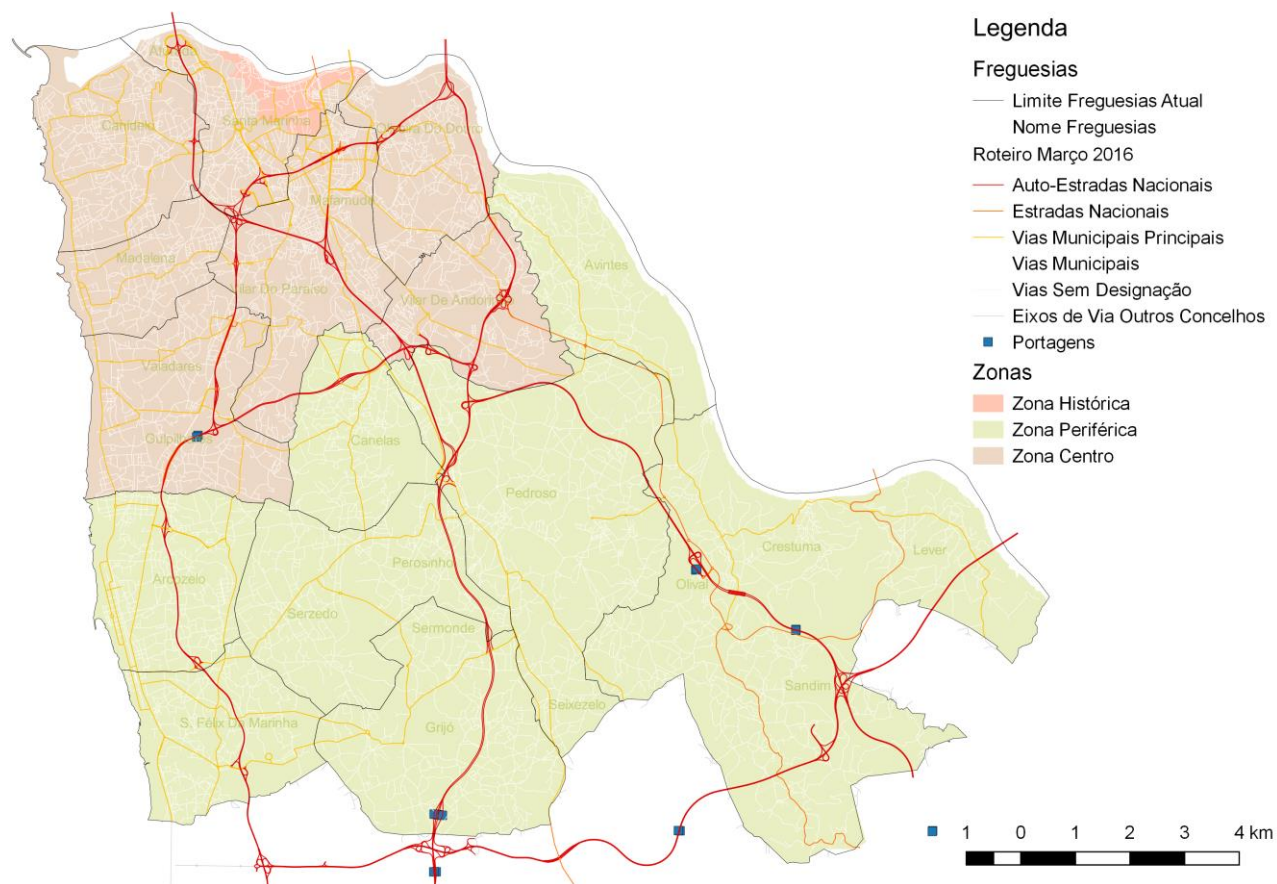 Legenda
Freguesias
Limite Freguesias Atual
Nome Freguesias
Roteiro Março 2016
Auto-Estradas Nacionais
Estradas Nacionais
Vias Municipais Principais
Vias Municipais
Vias Sem Designação
Eixos de Via Outros Concelhos
Portagens
Zonas
Zona Histórica
Zona Periférica
Zona Centro
Afurada
Canidelo
Santa Marinha
Oliveira Do Douro
Mafamude
Madalena
Vilar Do Paraíso
Vilar De Andorinho
Avintes
Valadares
Gulpilhares
Canelas
Pedroso
Perosinho
Arcozelo
Serzedo
Sermonde
Olival
Crestuma
Lever
Sandim
Seixezelo
S. Félix Da Marinha
Grijó
1 0 1 2 3 4 km